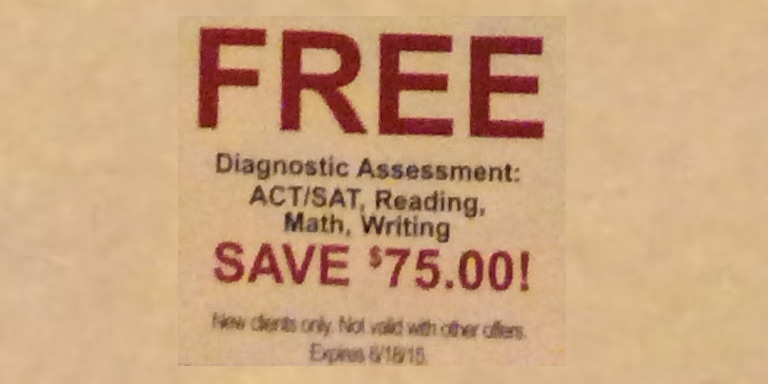 FREE
Diagnostic Assessment:
ACT/SAT, Reading,
Math, Writing
SAVE $75.00!
New clients only. Not valid with other offers.
Expires 6/18/15.